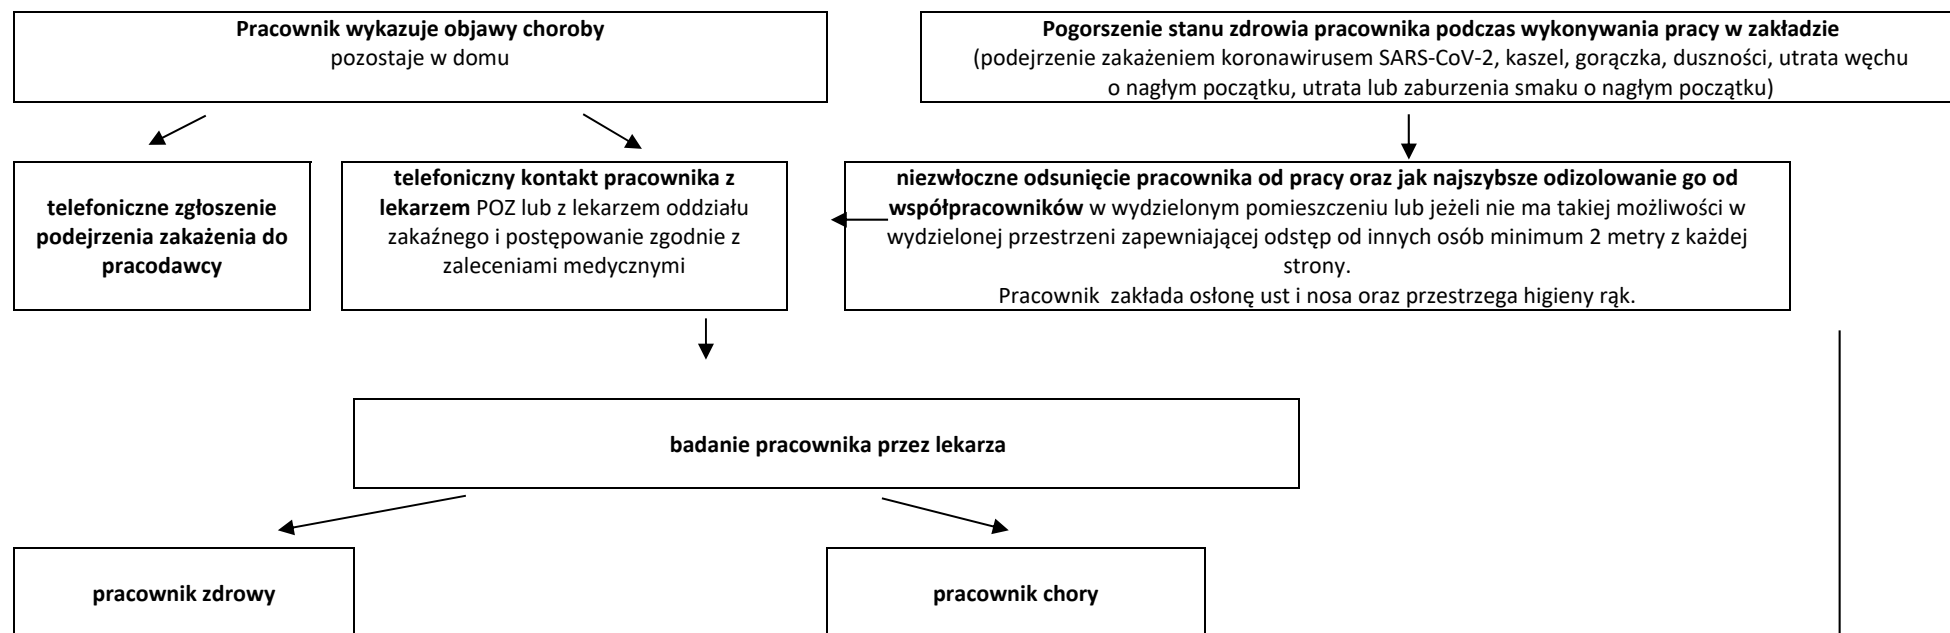 Pracownik wykazuje objawy choroby
pozostaje w domu
Pogorszenie stanu zdrowia pracownika podczas wykonywania pracy w zakładzie
(podejrzenie zakażeniem koronawirusem SARS-CoV-2, kaszel, gorączka, duszności, utrata węchu
o nagłym początku, utrata lub zaburzenia smaku o nagłym początku)
telefoniczne zgłoszenie
podejrzenia zakażenia do
pracodawcy
telefoniczny kontakt pracownika z
lekarzem POZ lub z lekarzem oddziału
zakaźnego i postępowanie zgodnie z
zaleceniami medycznymi
niezwłoczne odsunięcie pracownika od pracy oraz jak najszybsze odizolowanie go od
współpracowników w wydzielonym pomieszczeniu lub jeżeli nie ma takiej możliwości w
wydzielonej przestrzeni zapewniającej odstęp od innych osób minimum 2 metry z każdej
strony.
Pracownik zakłada osłonę ust i nosa oraz przestrzega higieny rąk.
badanie pracownika przez lekarza
pracownik zdrowy
pracownik chory